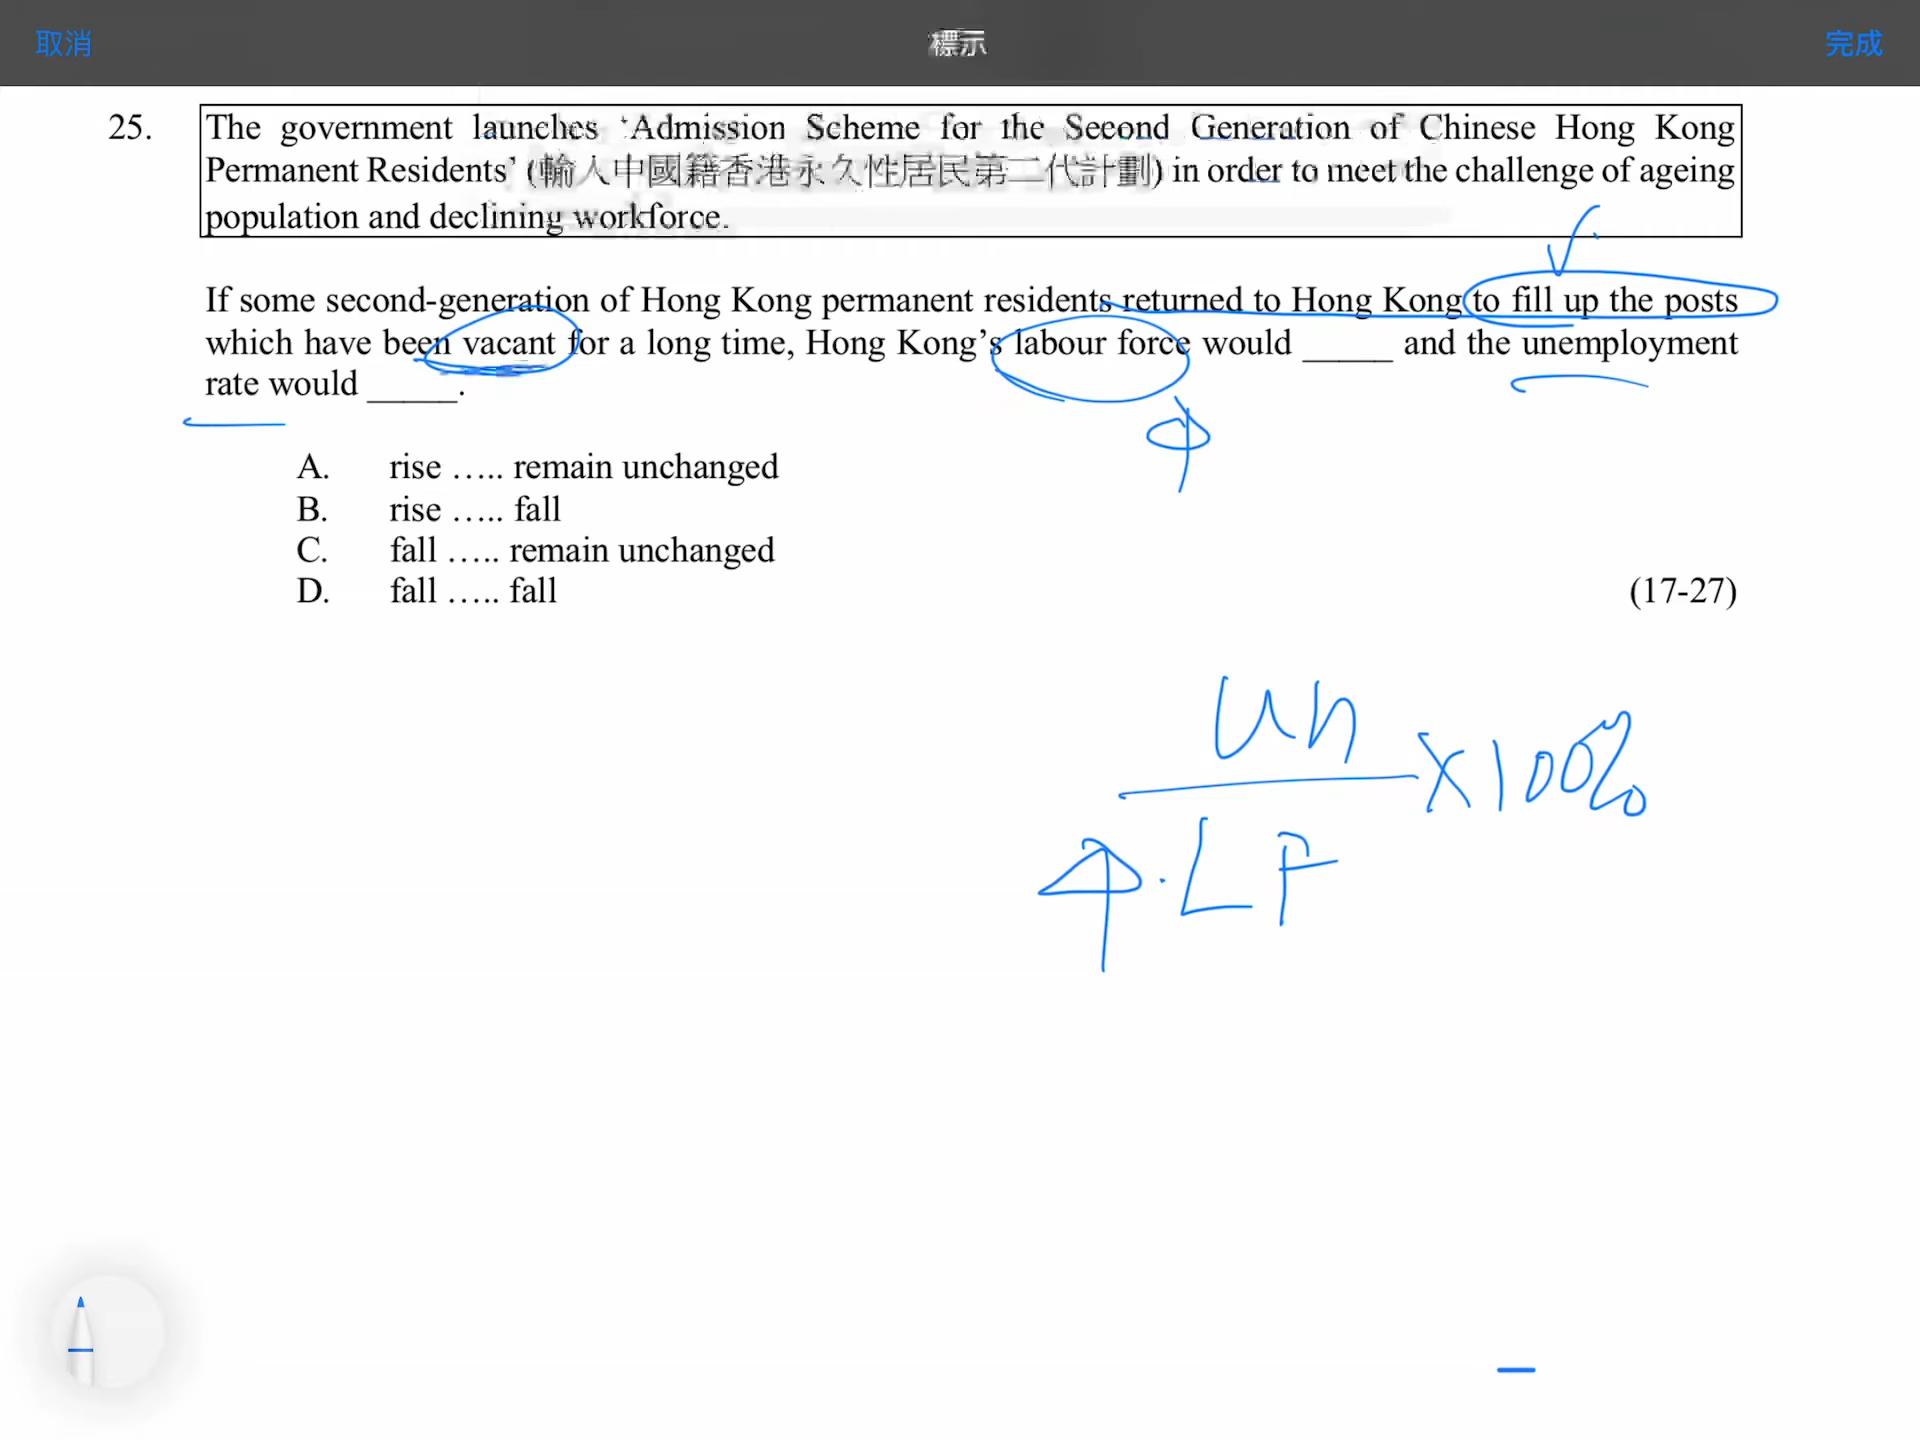 取消 標示 完成
25. The government launches 'Admission Scheme for the Second Generation of Chinese Hong Kong
Permanent Residents' (輸入中國籍香港永久性居民第二代計劃) in order to meet the challenge of ageing
population and declining workforce.
If some second-generation of Hong Kong permanent residents returned to Hong Kong to fill up the posts
which have been vacant for a long time, Hong Kong's labour force would _____ and the unemployment
rate would _____.
A. rise ….. remain unchanged
B. rise ….. fall
C. fall ….. remain unchanged
D. fall ….. fall
(17-27)
Un
×100%
↑ LF